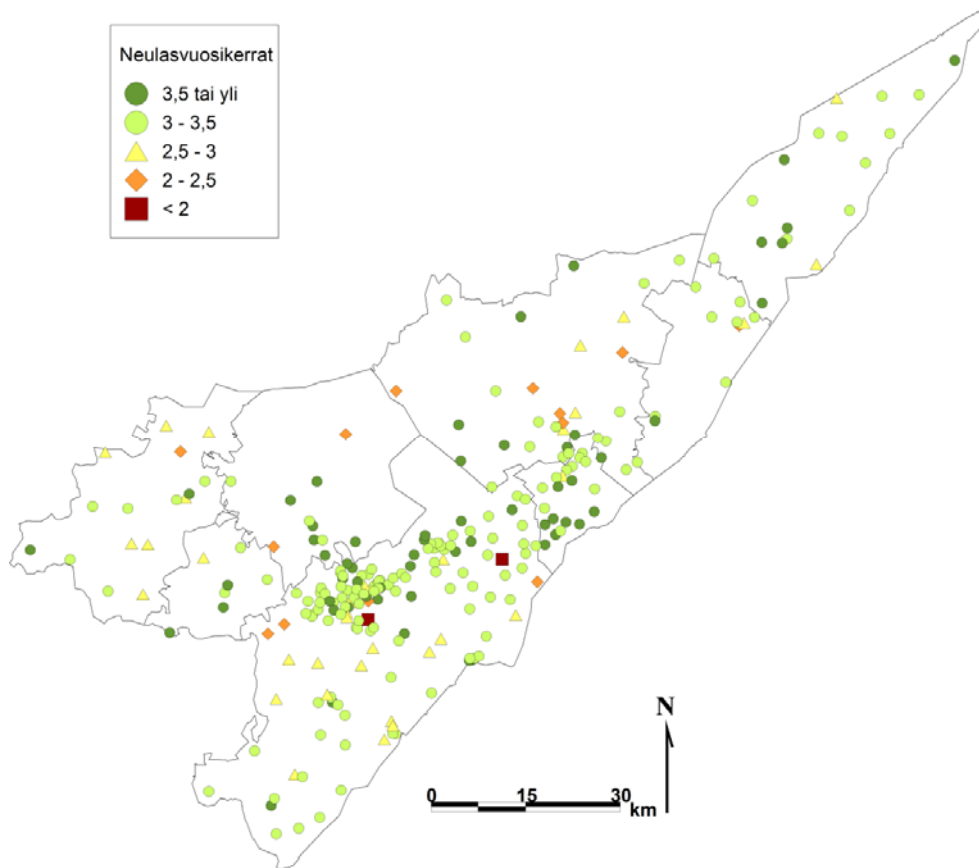 Neulasvuosikerrat
3,5 tai yli
3 - 3,5
2,5 - 3
2 - 2,5
< 2
N
0 15 30
km